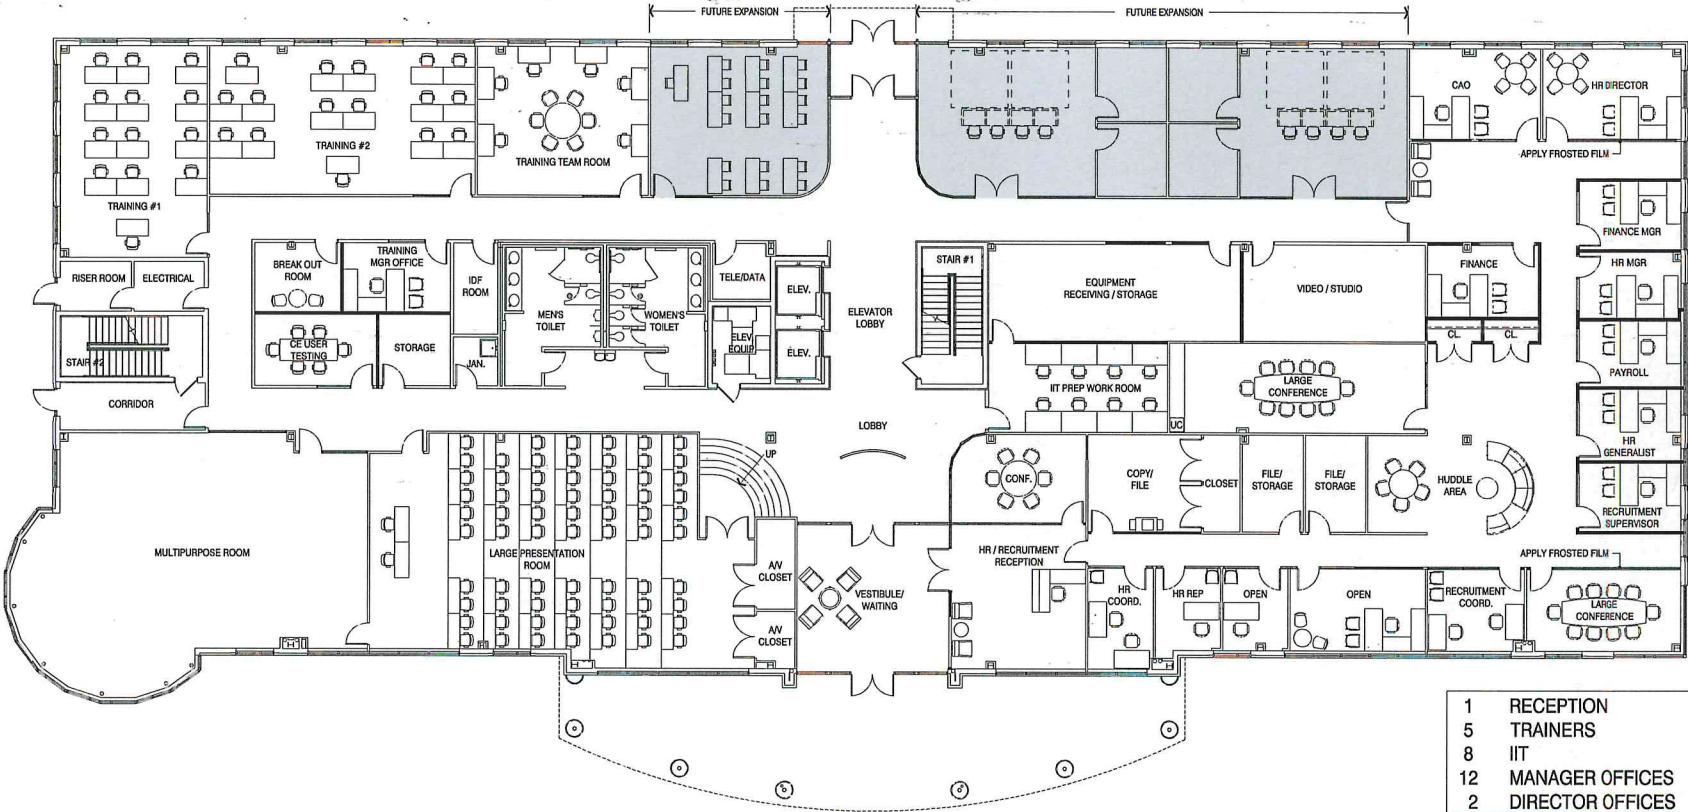 FUTURE EXPANSION
FUTURE EXPANSION
CAO
HR DIRECTOR
TRAINING #2
TRAINING TEAM ROOM
APPLY FROSTED FILM
TRAINING #1
FINANCE MGR
BREAK OUT
ROOM
TRAINING
MGR OFFICE
RISER ROOM
ELECTRICAL
IDF
ROOM
TELE/DATA
ELEV.
STAIR #1
EQUIPMENT
RECEIVING / STORAGE
VIDEO / STUDIO
FINANCE
HR MGR
MEN'S
TOILET
WOMEN'S
TOILET
ELEVATOR
LOBBY
ELEV
EQUIP
ELEV.
CL.
CL.
CE USER
TESTING
STORAGE
JAN.
STAIR #2
PAYROLL
IIT PREP WORK ROOM
LARGE
CONFERENCE
CORRIDOR
LOBBY
UC
HR
GENERALIST
UP
CONF.
COPY/
FILE
CLOSET
FILE/
STORAGE
FILE/
STORAGE
HUDDLE
AREA
RECRUITMENT
SUPERVISOR
MULTIPURPOSE ROOM
LARGE PRESENTATION
ROOM
A/V
CLOSET
VESTIBULE/
WAITING
HR / RECRUITMENT
RECEPTION
APPLY FROSTED FILM
HR
COORD.
HR REP
OPEN
OPEN
RECRUITMENT
COORD.
LARGE
CONFERENCE
A/V
CLOSET
1 RECEPTION
5 TRAINERS
8 IIT
12 MANAGER OFFICES
2 DIRECTOR OFFICES